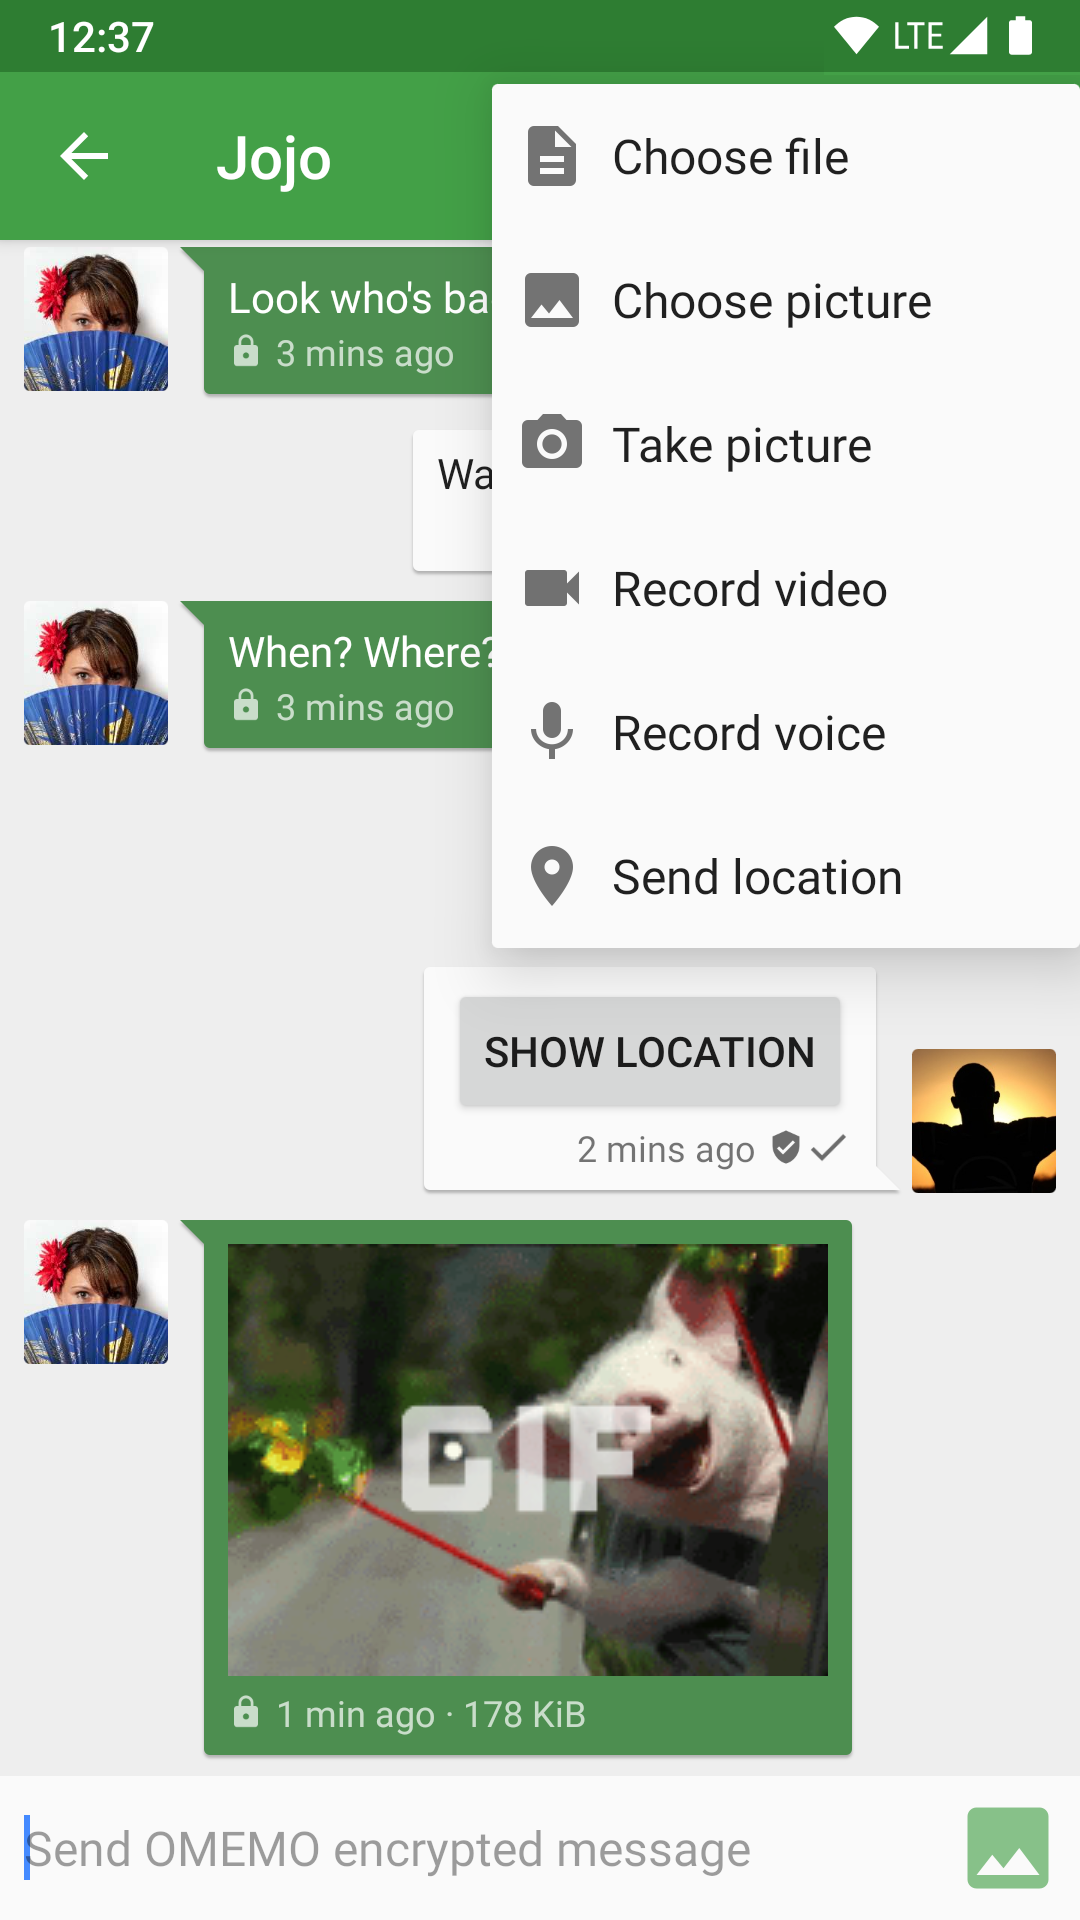 12:37
LTE
Jojo
Choose file
Choose picture
Take picture
Record video
Record voice
Send location
Look who's ba
3 mins ago
Wa
When? Where?
3 mins ago
SHOW LOCATION
2 mins ago
GIF
1 min ago · 178 KiB
Send OMEMO encrypted message